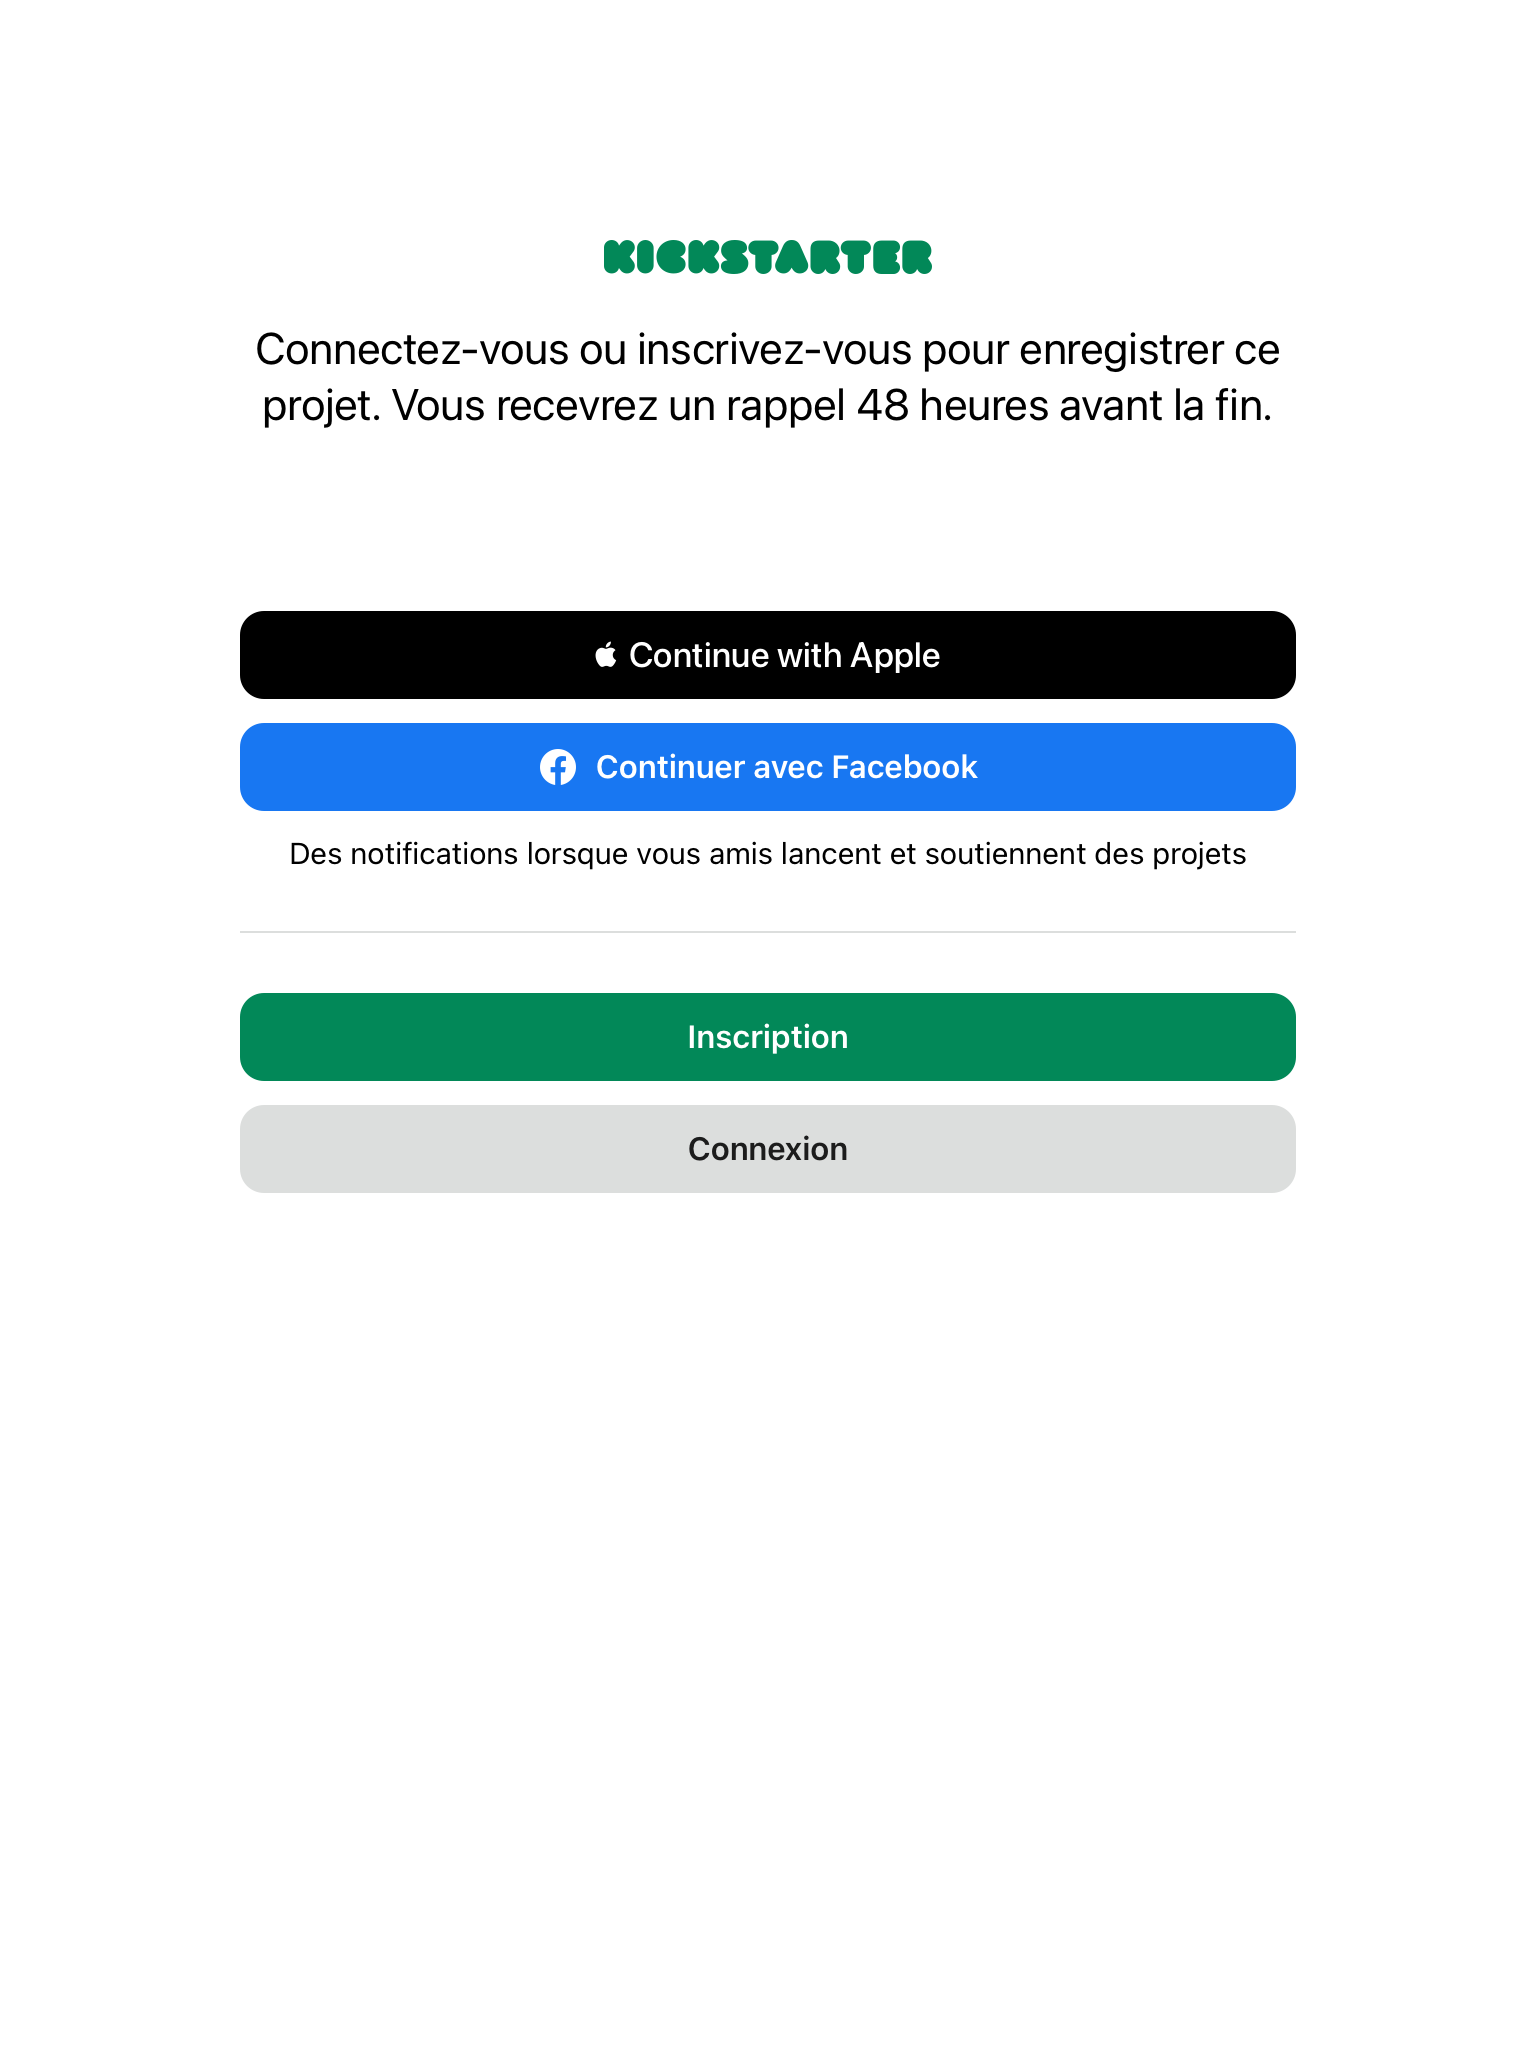 KICKSTARTER
Connectez-vous ou inscrivez-vous pour enregistrer ce
projet. Vous recevrez un rappel 48 heures avant la fin.
Continue with Apple
Continuer avec Facebook
Des notifications lorsque vous amis lancent et soutiennent des projets
Inscription
Connexion